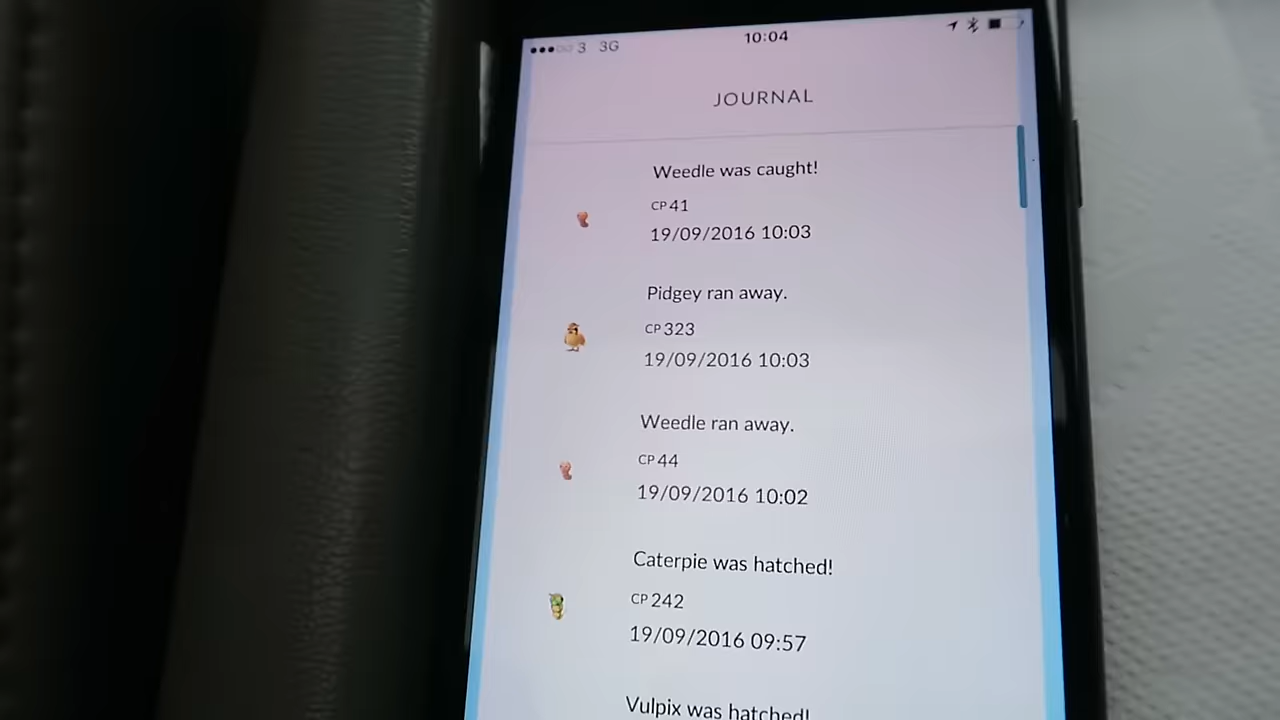 3 3G 10:04
JOURNAL
Weedle was caught!
CP 41
19/09/2016 10:03
Pidgey ran away.
CP 323
19/09/2016 10:03
Weedle ran away.
CP 44
19/09/2016 10:02
Caterpie was hatched!
CP 242
19/09/2016 09:57
Vulpix was hatched!